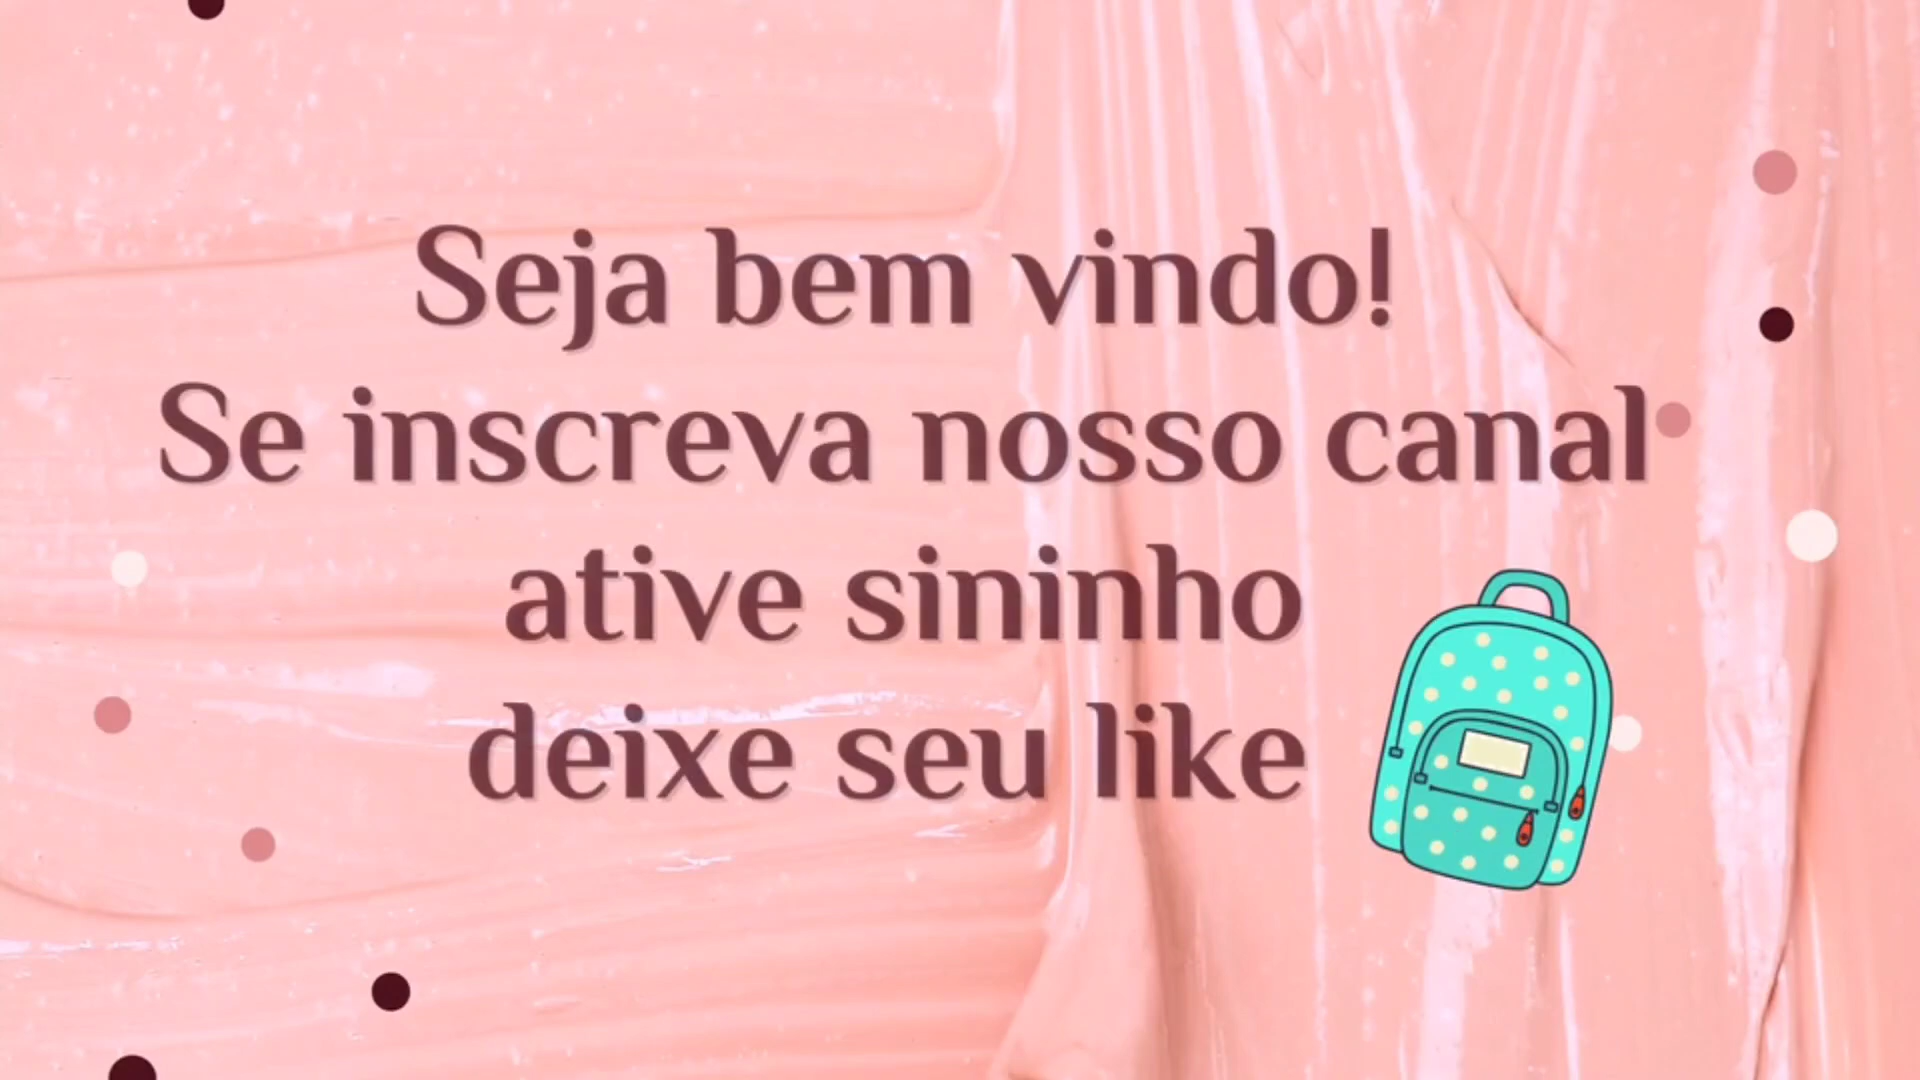 Seja bem vindo!
Se inscreva nosso canal
ative sininho
deixe seu like